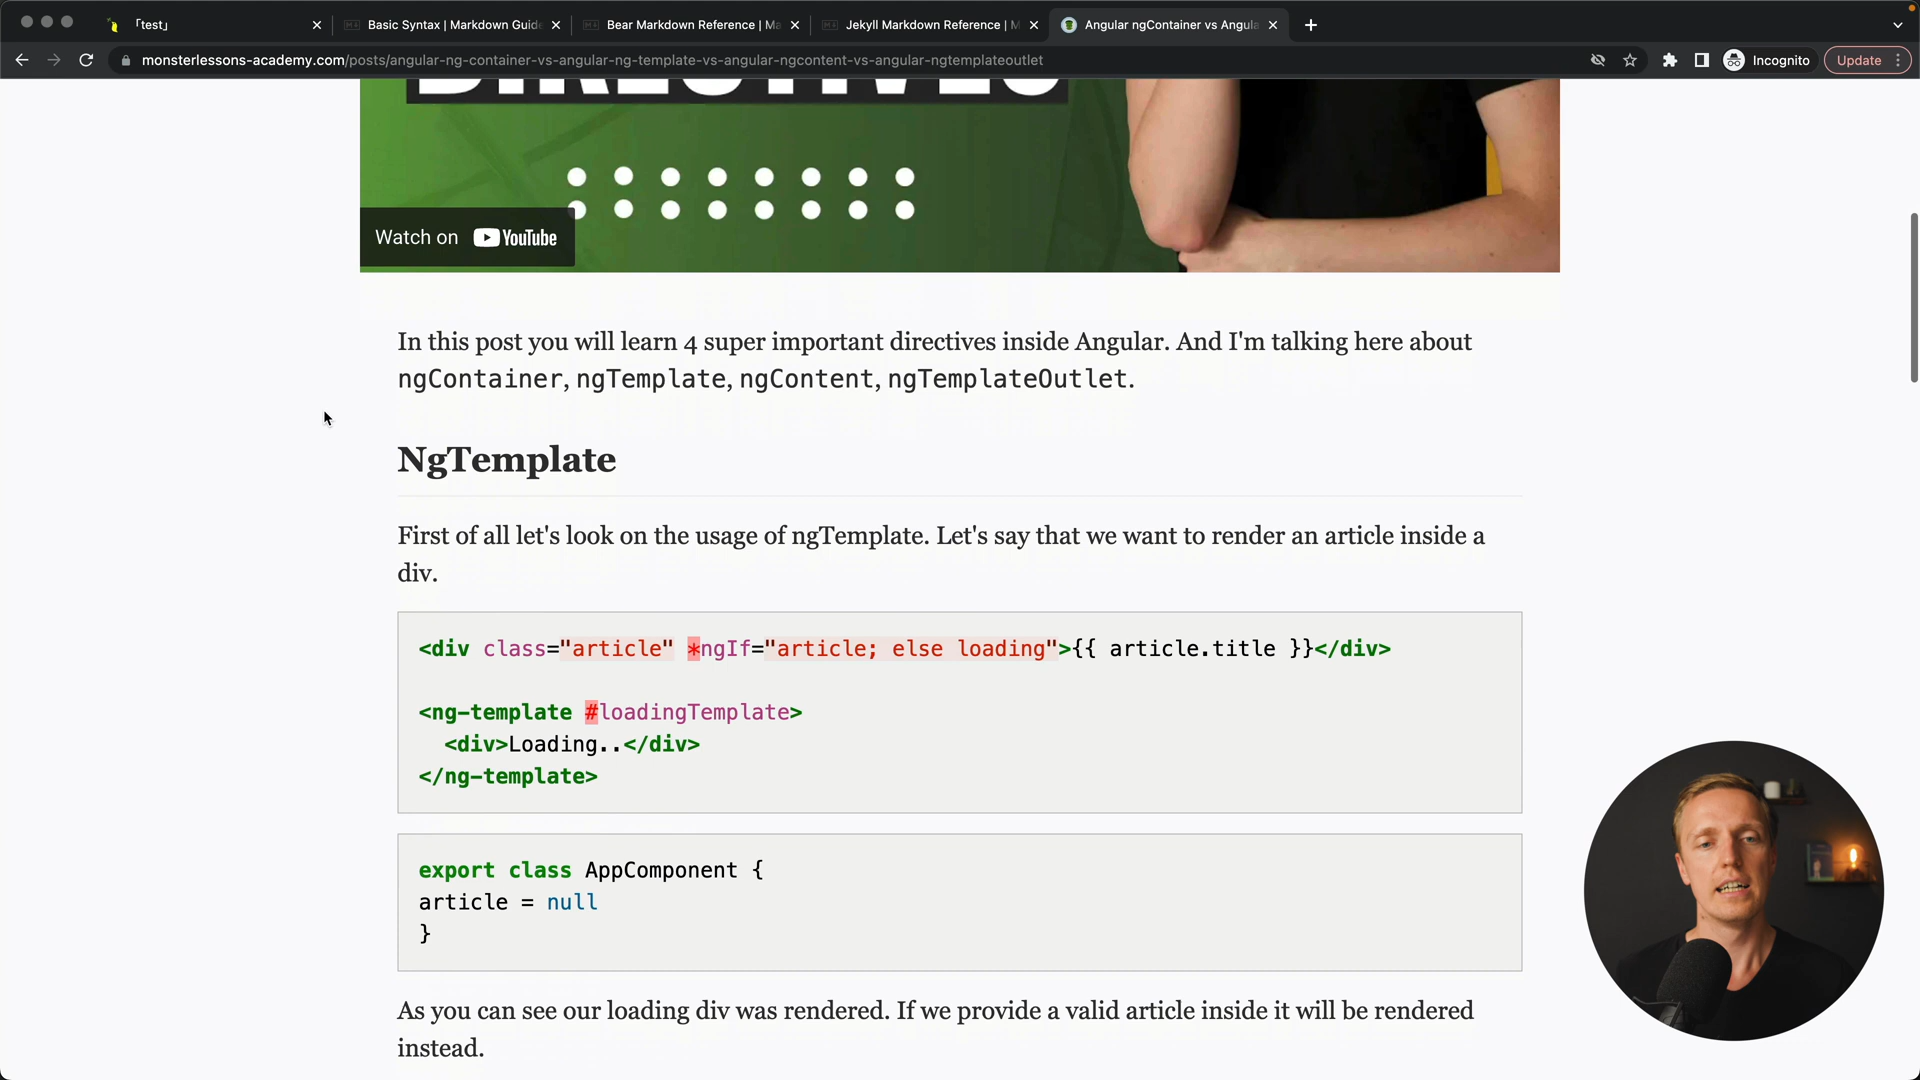 「test」
Basic Syntax | Markdown Guide
Bear Markdown Reference | Ma
Jekyll Markdown Reference | M
Angular ngContainer vs Angula
monsterlessons-academy.com/posts/angular-ng-container-vs-angular-ng-template-vs-angular-ngcontent-vs-angular-ngtemplateoutlet
Incognito
Update
DIRECTIVES
Watch on YouTube
In this post you will learn 4 super important directives inside Angular. And I'm talking here about
ngContainer, ngTemplate, ngContent, ngTemplateOutlet.
NgTemplate
First of all let's look on the usage of ngTemplate. Let's say that we want to render an article inside a
div.
<div class="article" *ngIf="article; else loading">{{ article.title }}</div>
<ng-template #loadingTemplate>
<div>Loading..</div>
</ng-template>
export class AppComponent {
article = null
}
As you can see our loading div was rendered. If we provide a valid article inside it will be rendered
instead.